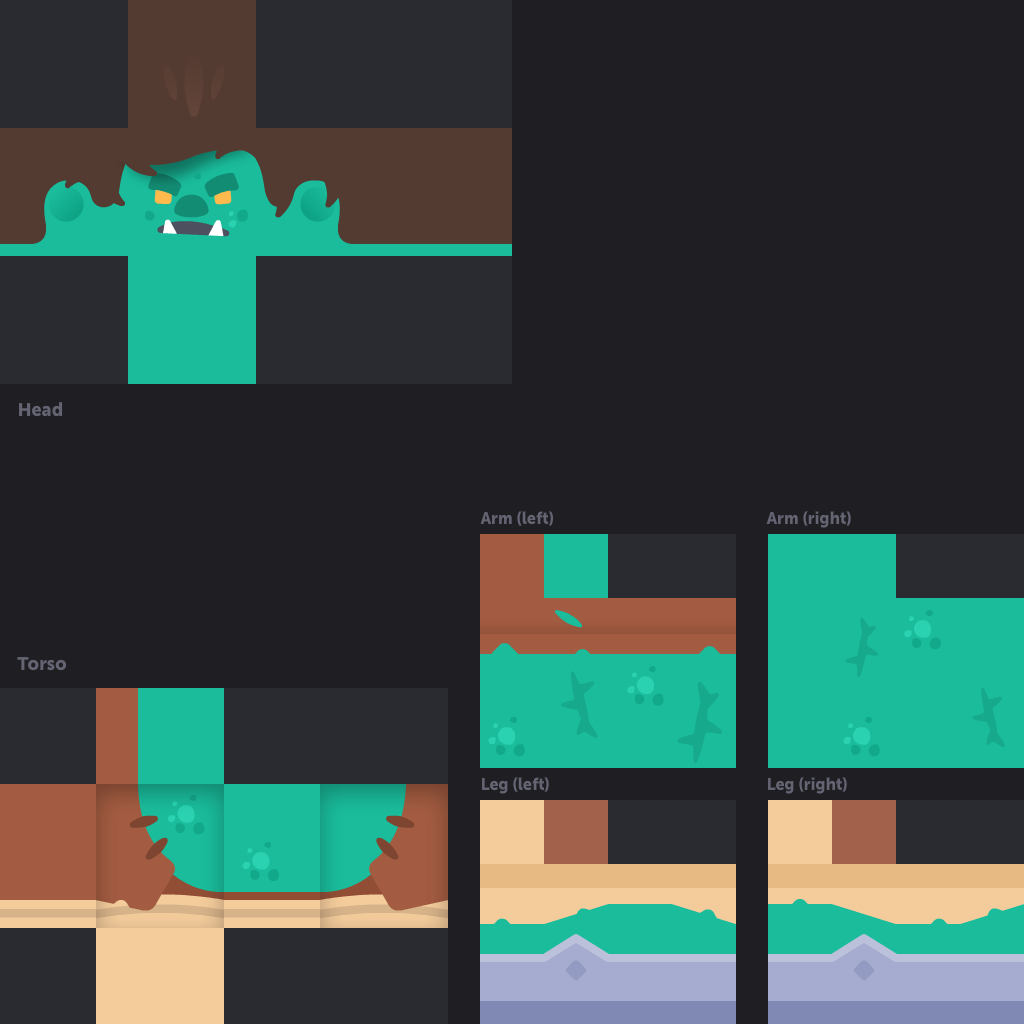 Head
Arm (left)
Arm (right)
Torso
Leg (left)
Leg (right)